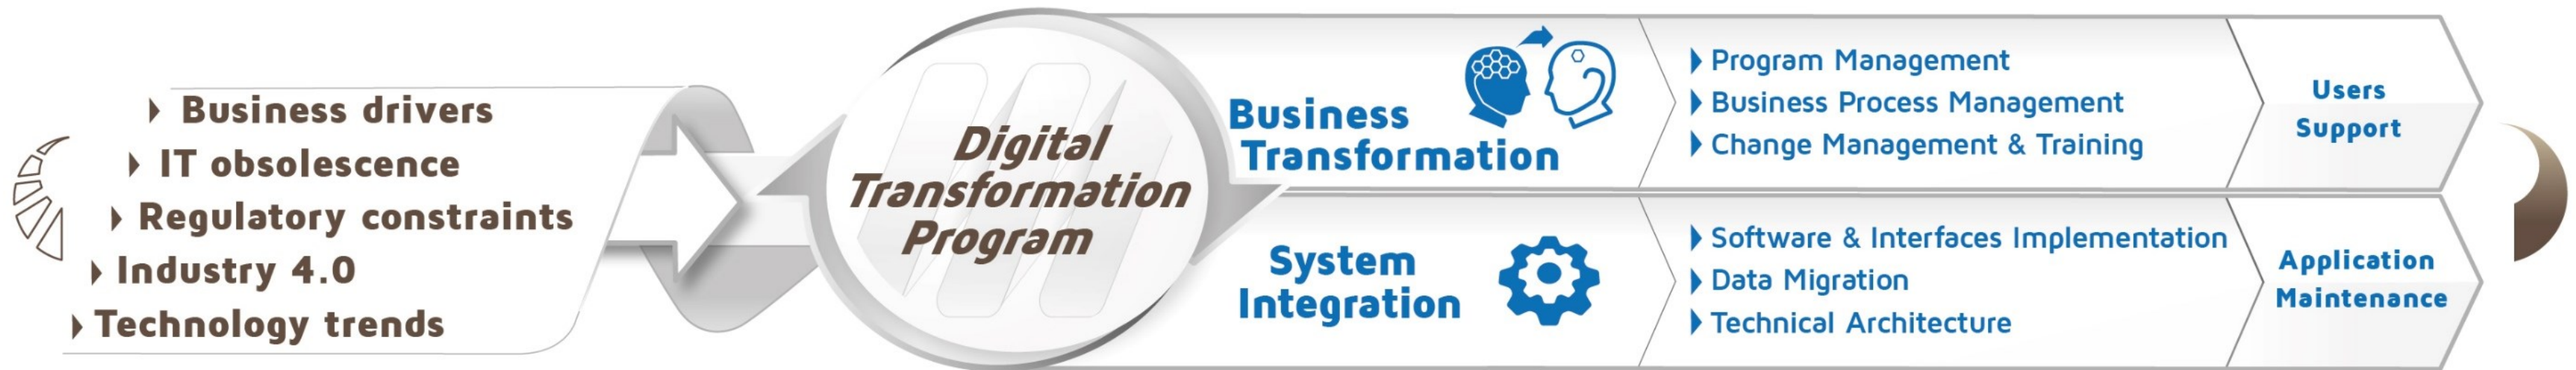 Business drivers
IT obsolescence
Regulatory constraints
Industry 4.0
Technology trends
Digital
Transformation
Program
Business
Transformation
Program Management
Business Process Management
Change Management & Training
Users
Support
System
Integration
Software & Interfaces Implementation
Data Migration
Technical Architecture
Application
Maintenance